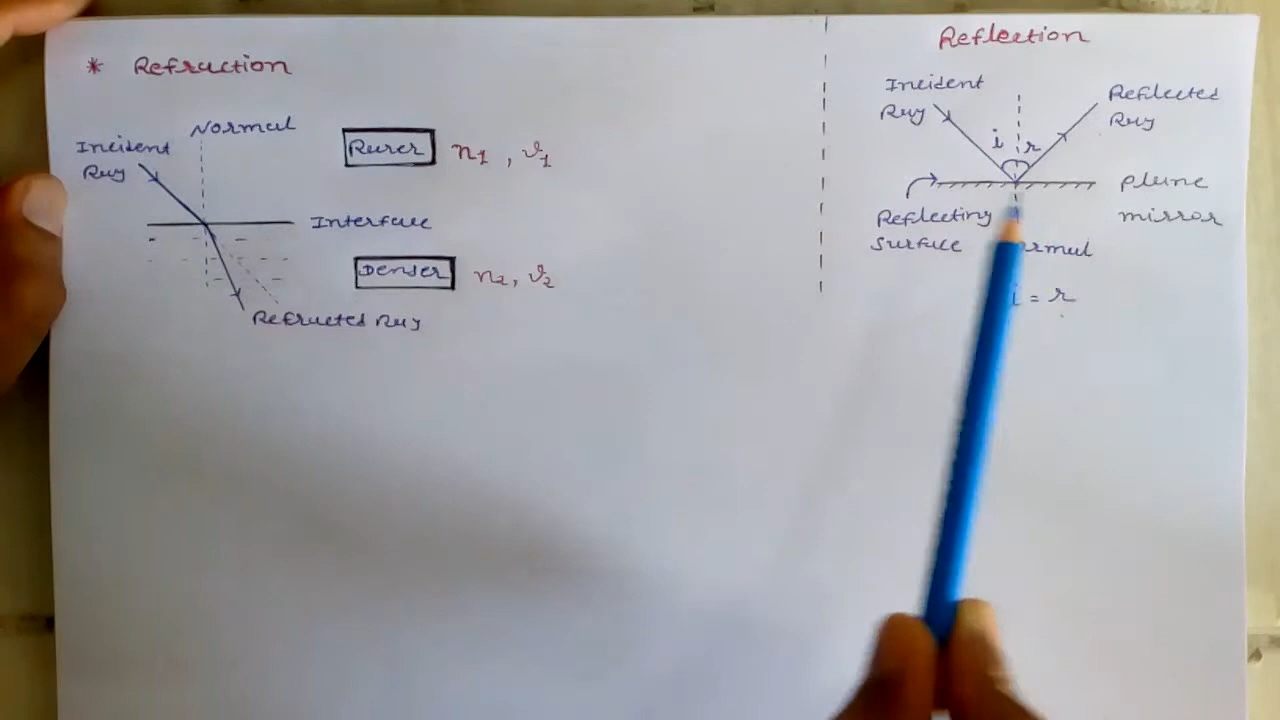 * Refraction
Normal
Incident
Ray
Rarer n1 , v1
Interface
Denser n2, v2
Refracted Ray
Reflection
Incident
Ray
Reflected
Ray
i r
plane
mirror
Reflecting
surface
i = r